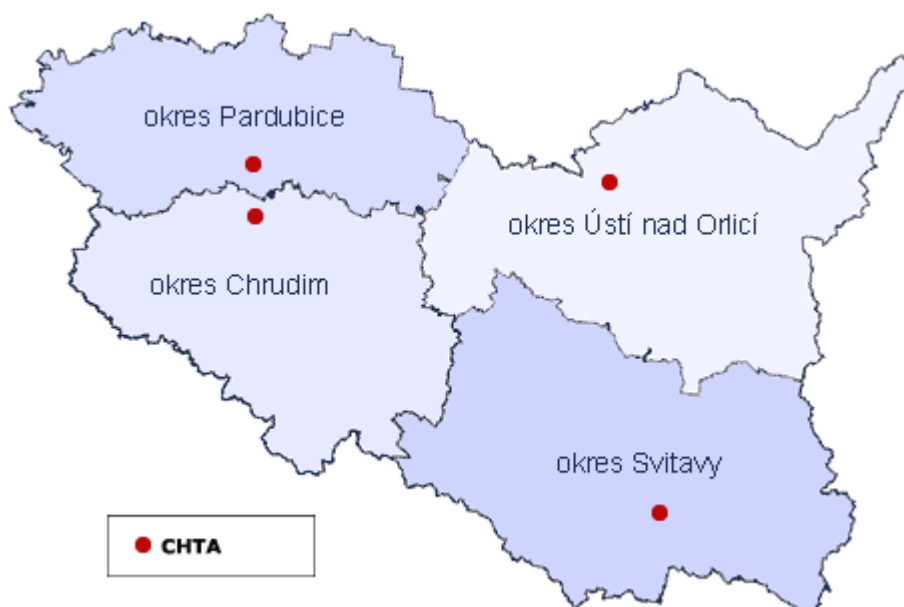 okres Pardubice
okres Ústí nad Orlicí
okres Chrudim
okres Svitavy
CHTA